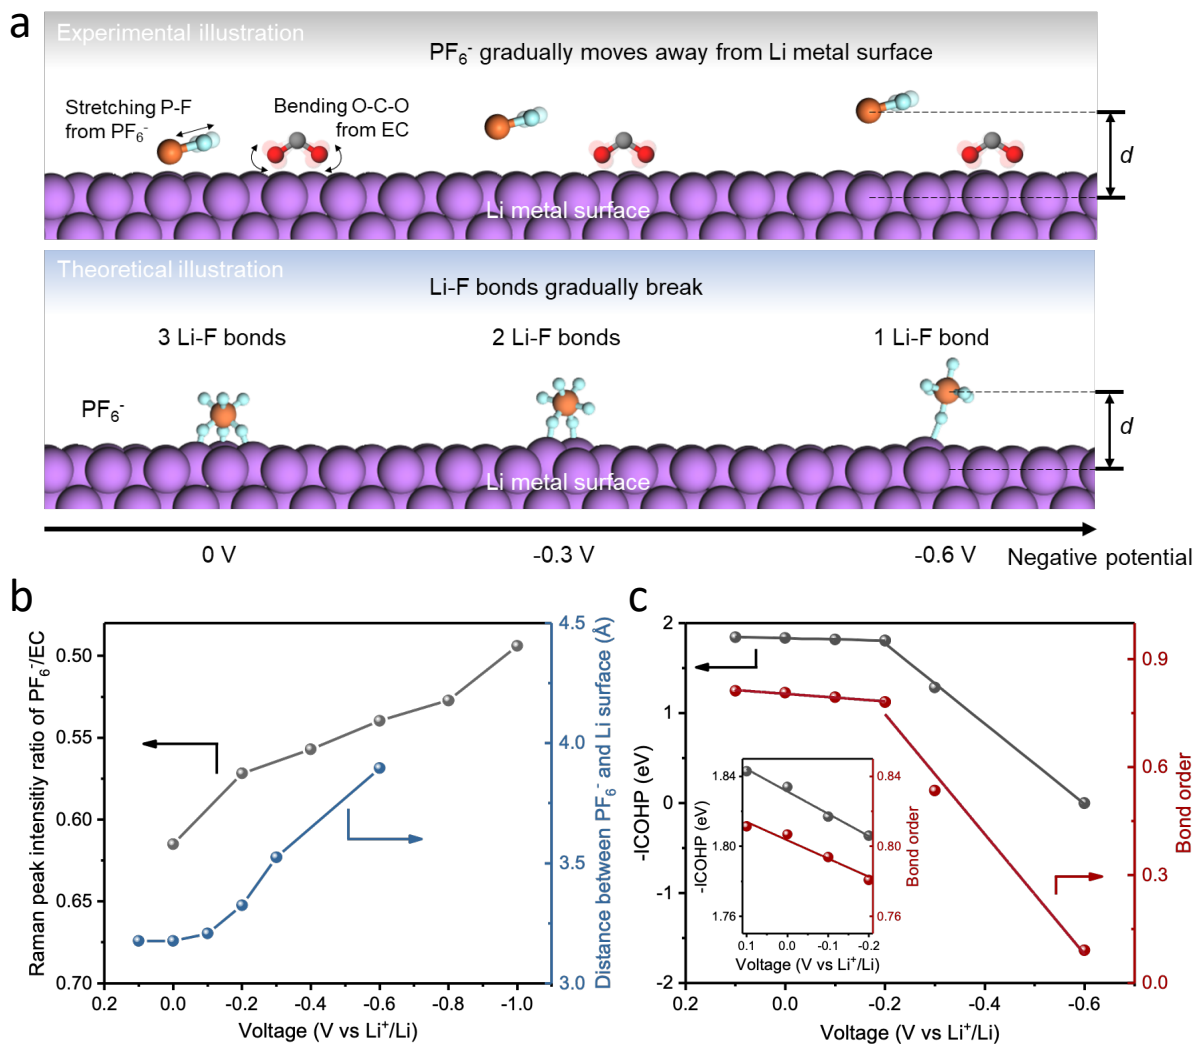 a
Experimental illustration
PF6- gradually moves away from Li metal surface
Stretching P-F
from PF6-
Bending O-C-O
from EC
d
Li metal surface
Theoretical illustration
Li-F bonds gradually break
3 Li-F bonds
2 Li-F bonds
1 Li-F bond
PF6-
d
Li metal surface
0 V
-0.3 V
-0.6 V
Negative potential
b
Raman peak intensitiy ratio of PF6-/EC
0.50
0.55
0.60
0.65
0.70
4.5
4.0
3.5
3.0
Distance between PF6- and Li surface (Å)
0.2
0.0
-0.2
-0.4
-0.6
-0.8
-1.0
Voltage (V vs Li+/Li)
c
-ICOHP (eV)
2
1
0
-1
-2
0.9
0.6
0.3
0.0
Bond order
-ICOHP (eV)
1.84
1.80
1.76
0.84
0.80
0.76
Bond order
0.1
0.0
-0.1
-0.2
Voltage (V vs Li+/Li)
0.2
0.0
-0.2
-0.4
-0.6
Voltage (V vs Li+/Li)